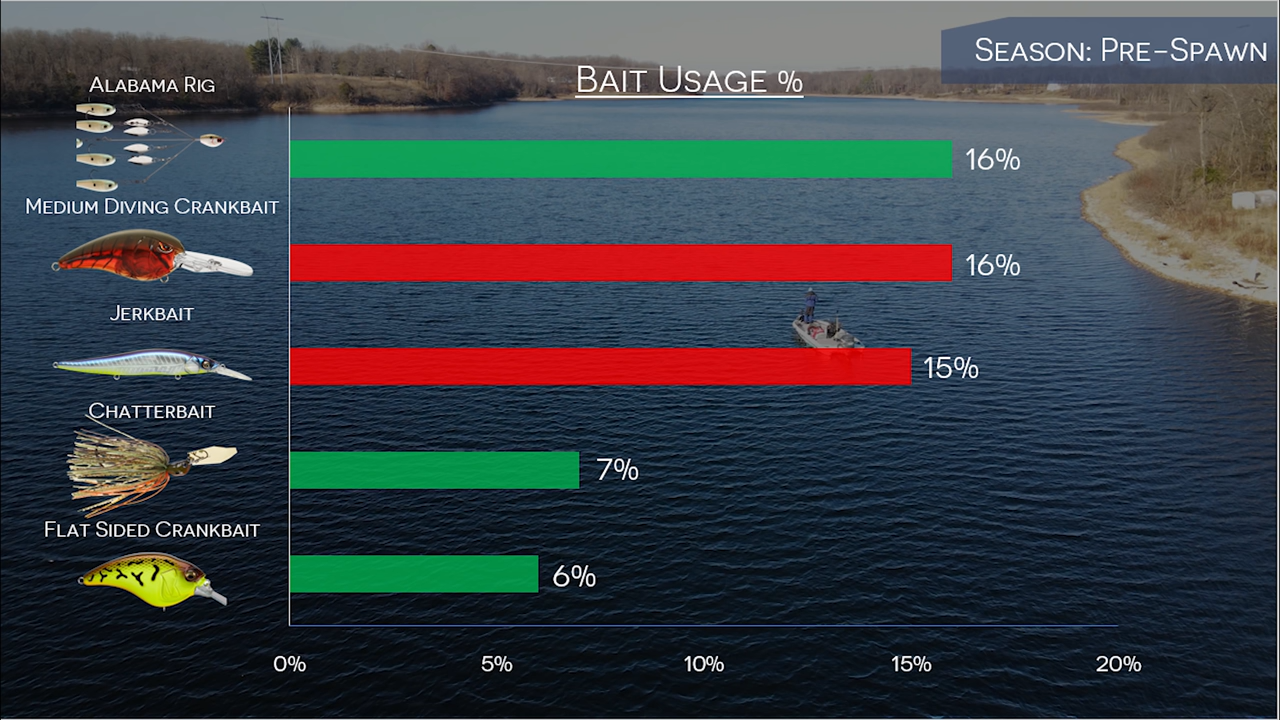 Season: Pre-Spawn
Bait Usage %
Alabama Rig
16%
Medium Diving Crankbait
16%
Jerkbait
15%
Chatterbait
7%
Flat Sided Crankbait
6%
0% 5% 10% 15% 20%